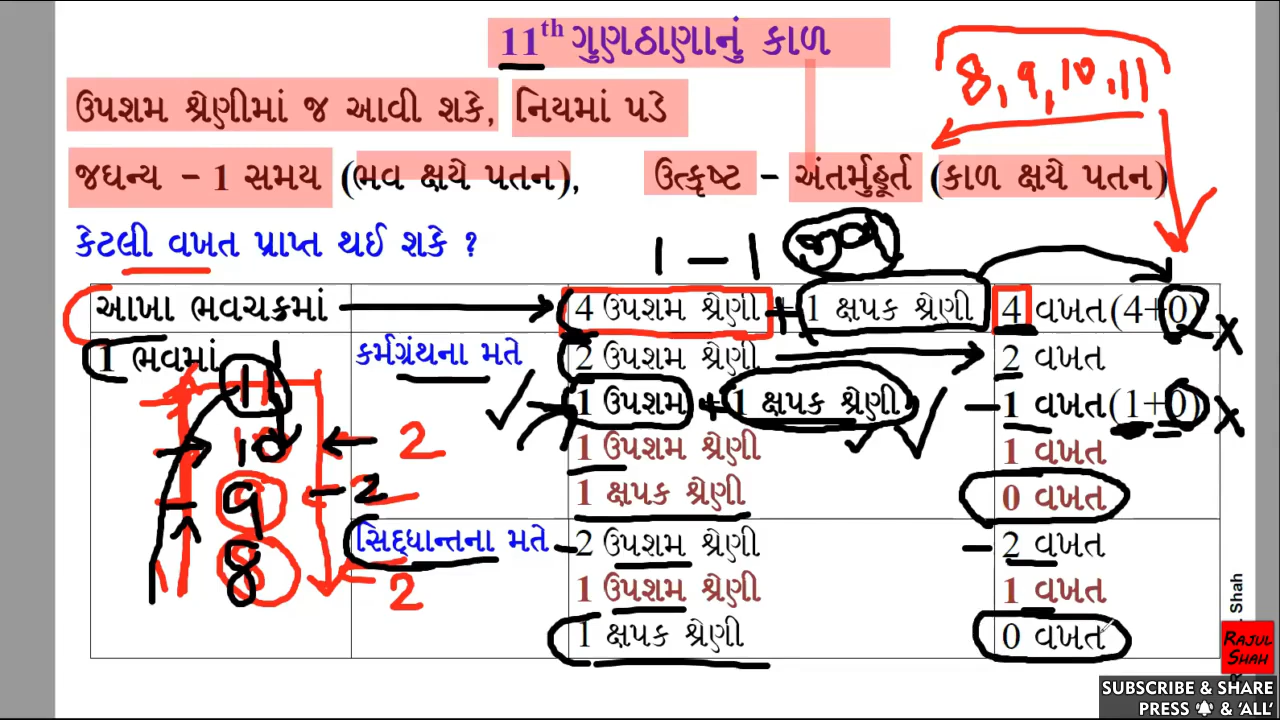 11th ગુણઠાણાનું કાળ
8, 9, 10, 11
ઉપશમ શ્રેણીમાં જ આવી શકે, નિયમાં પડે
જઘન્ય - 1 સમય (ભવ ક્ષયે પતન), ઉત્કૃષ્ટ - અંતર્મુહૂર્ત (કાળ ક્ષયે પતન)
કેટલી વખત પ્રાપ્ત થઈ શકે ?
1 - 1
આખા ભવચક્રમાં 4 ઉપશમ શ્રેણી + 1 ક્ષપક શ્રેણી 4 વખત (4+0) x
1 ભવમાં કર્મગ્રંથના મતે 2 ઉપશમ શ્રેણી 2 વખત
1 ઉપશમ + 1 ક્ષપક શ્રેણી 1 વખત (1+0) x
1 ઉપશમ શ્રેણી 1 વખત
1 ક્ષપક શ્રેણી 0 વખત
સિદ્ધાન્તના મતે 2 ઉપશમ શ્રેણી 2 વખત
1 ઉપશમ શ્રેણી 1 વખત
1 ક્ષપક શ્રેણી 0 વખત
11
10 2
9 2
8 2
Shah
RAJUL
SHAH
SUBSCRIBE & SHARE
PRESS & 'ALL'